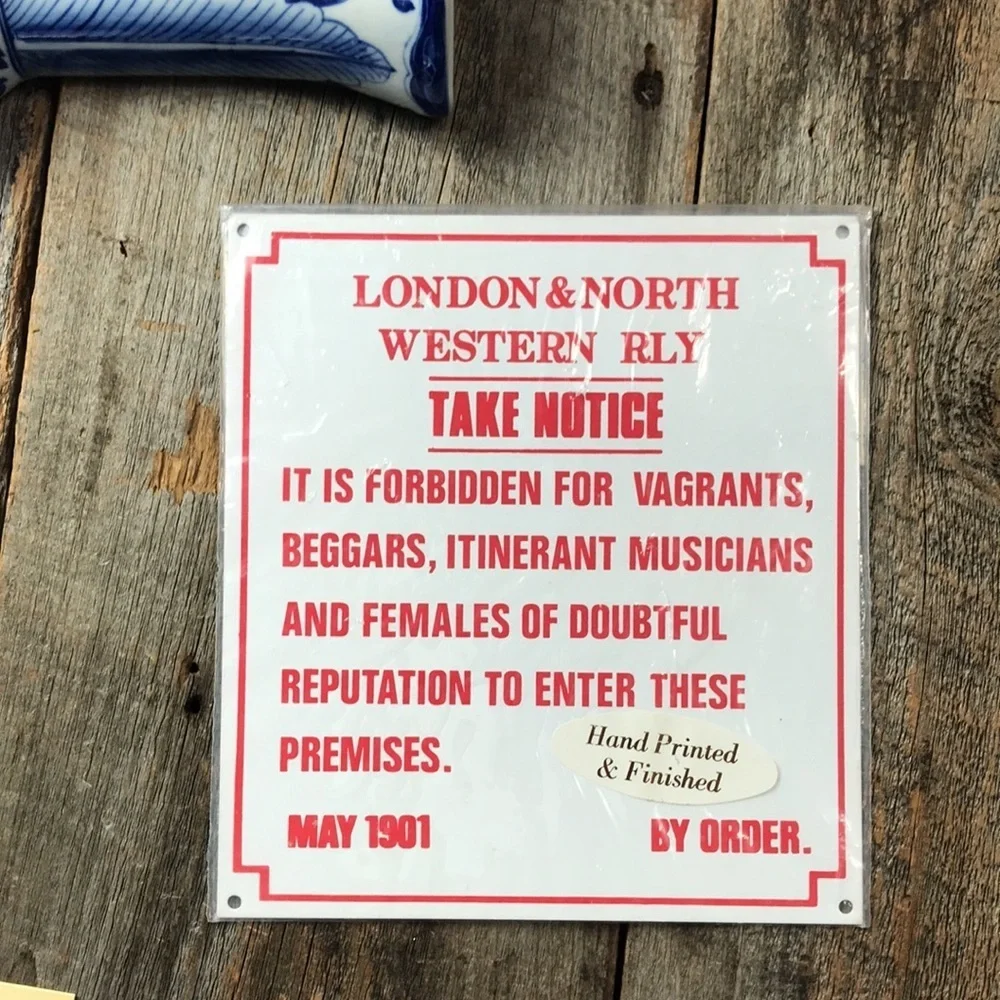 LONDON & NORTH
WESTERN RLY
TAKE NOTICE
IT IS FORBIDDEN FOR VAGRANTS,
BEGGARS, ITINERANT MUSICIANS
AND FEMALES OF DOUBTFUL
REPUTATION TO ENTER THESE
PREMISES.
Hand Printed
& Finished
MAY 1901 BY ORDER.